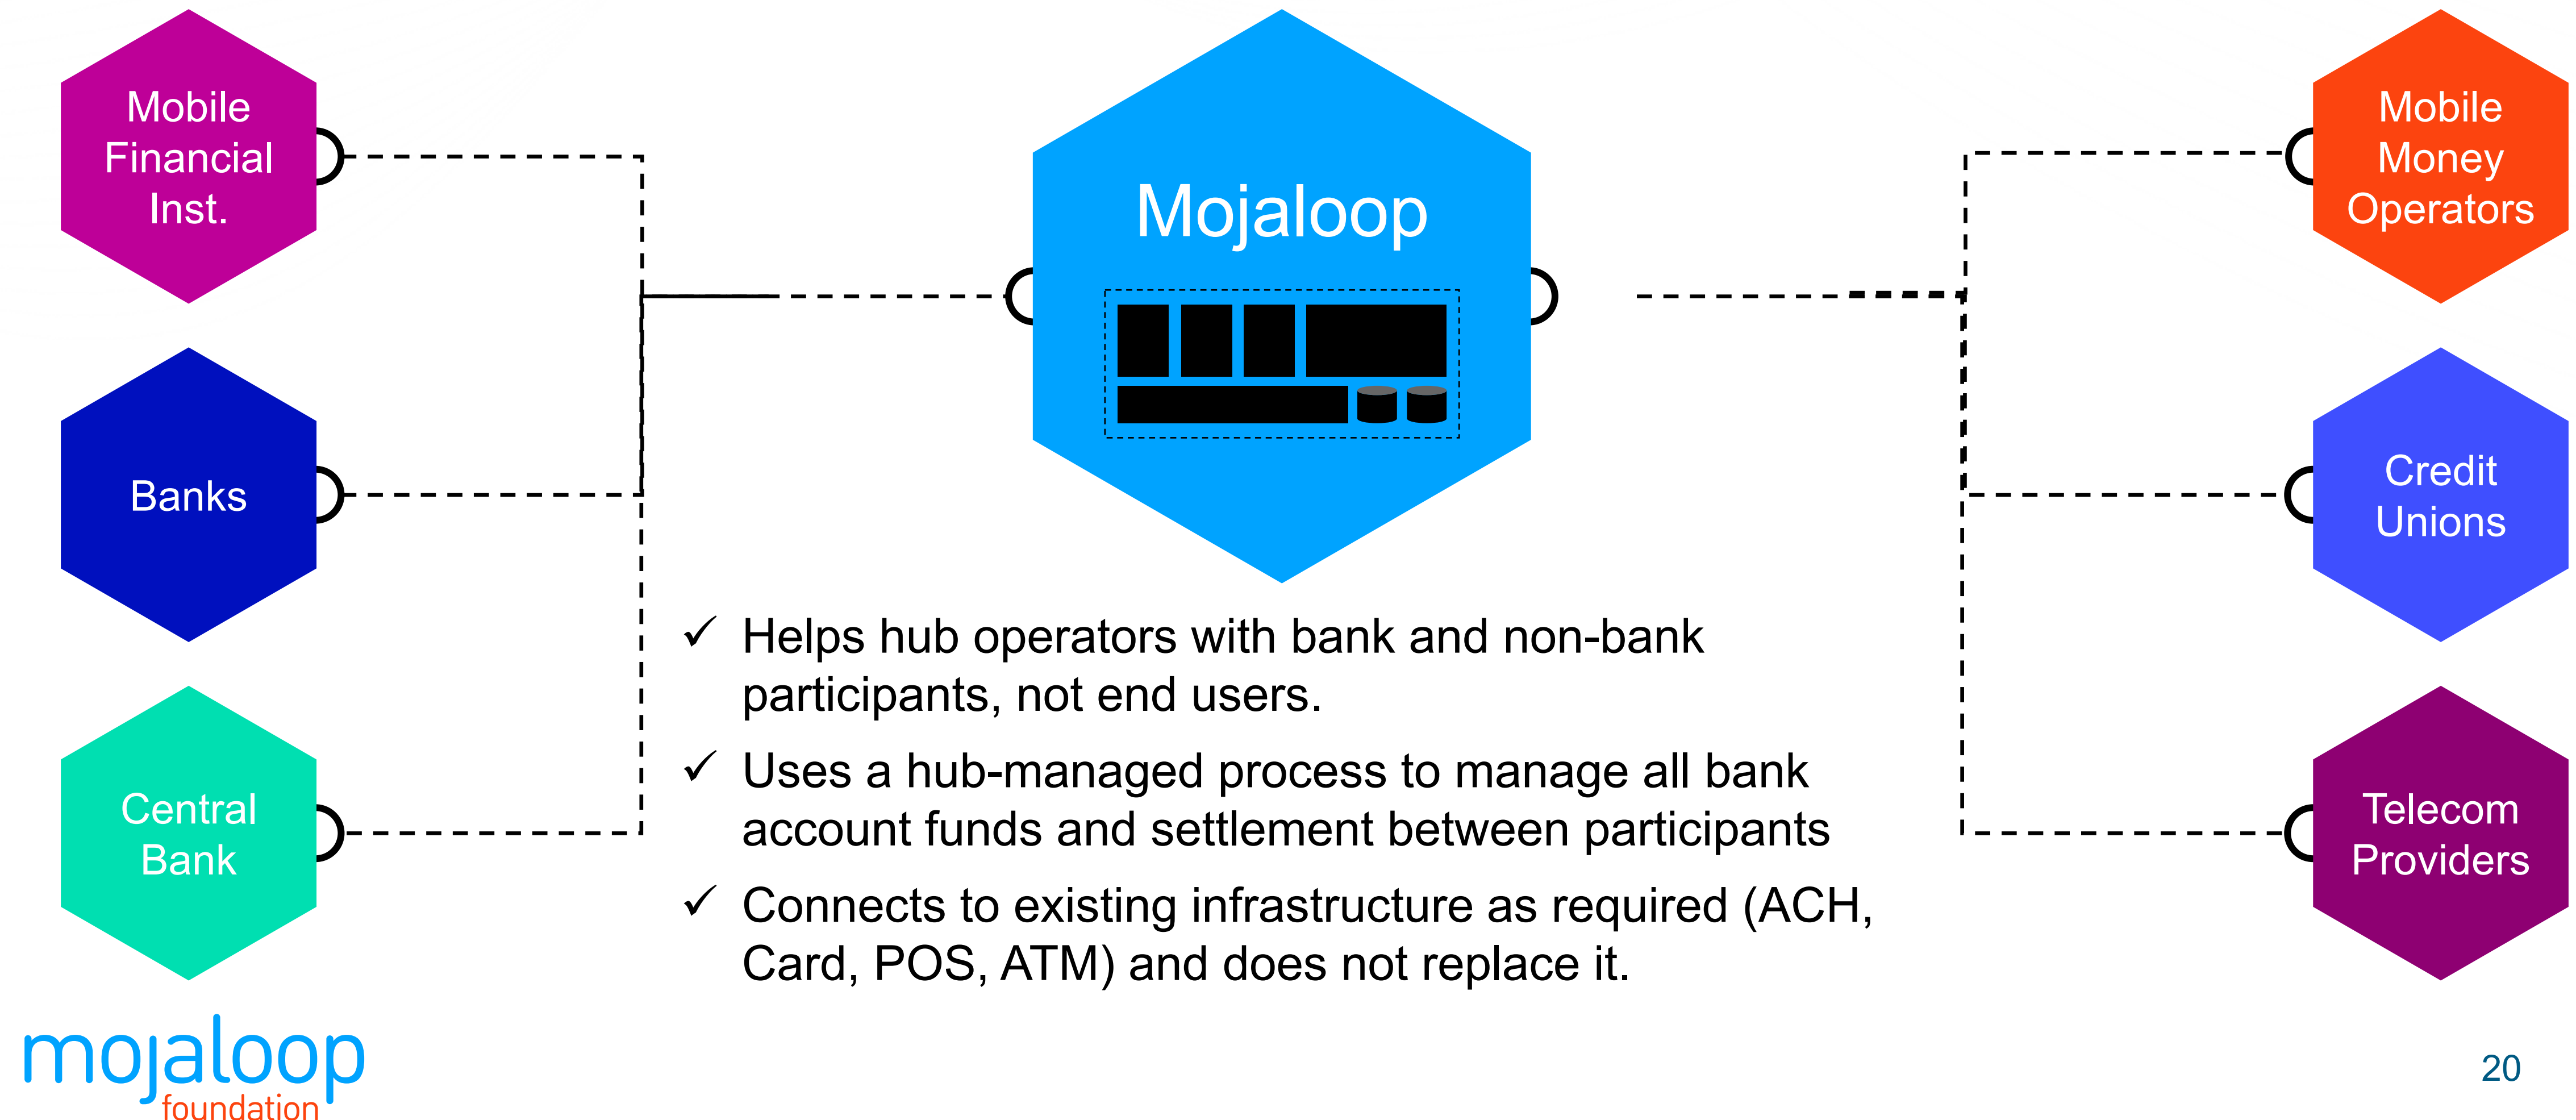 Mobile
Financial
Inst.
Banks
Central
Bank
Mojaloop
✓ Helps hub operators with bank and non-bank
participants, not end users.
✓ Uses a hub-managed process to manage all bank
account funds and settlement between participants
✓ Connects to existing infrastructure as required (ACH,
Card, POS, ATM) and does not replace it.
Mobile
Money
Operators
Credit
Unions
Telecom
Providers
mojaloop
foundation
20